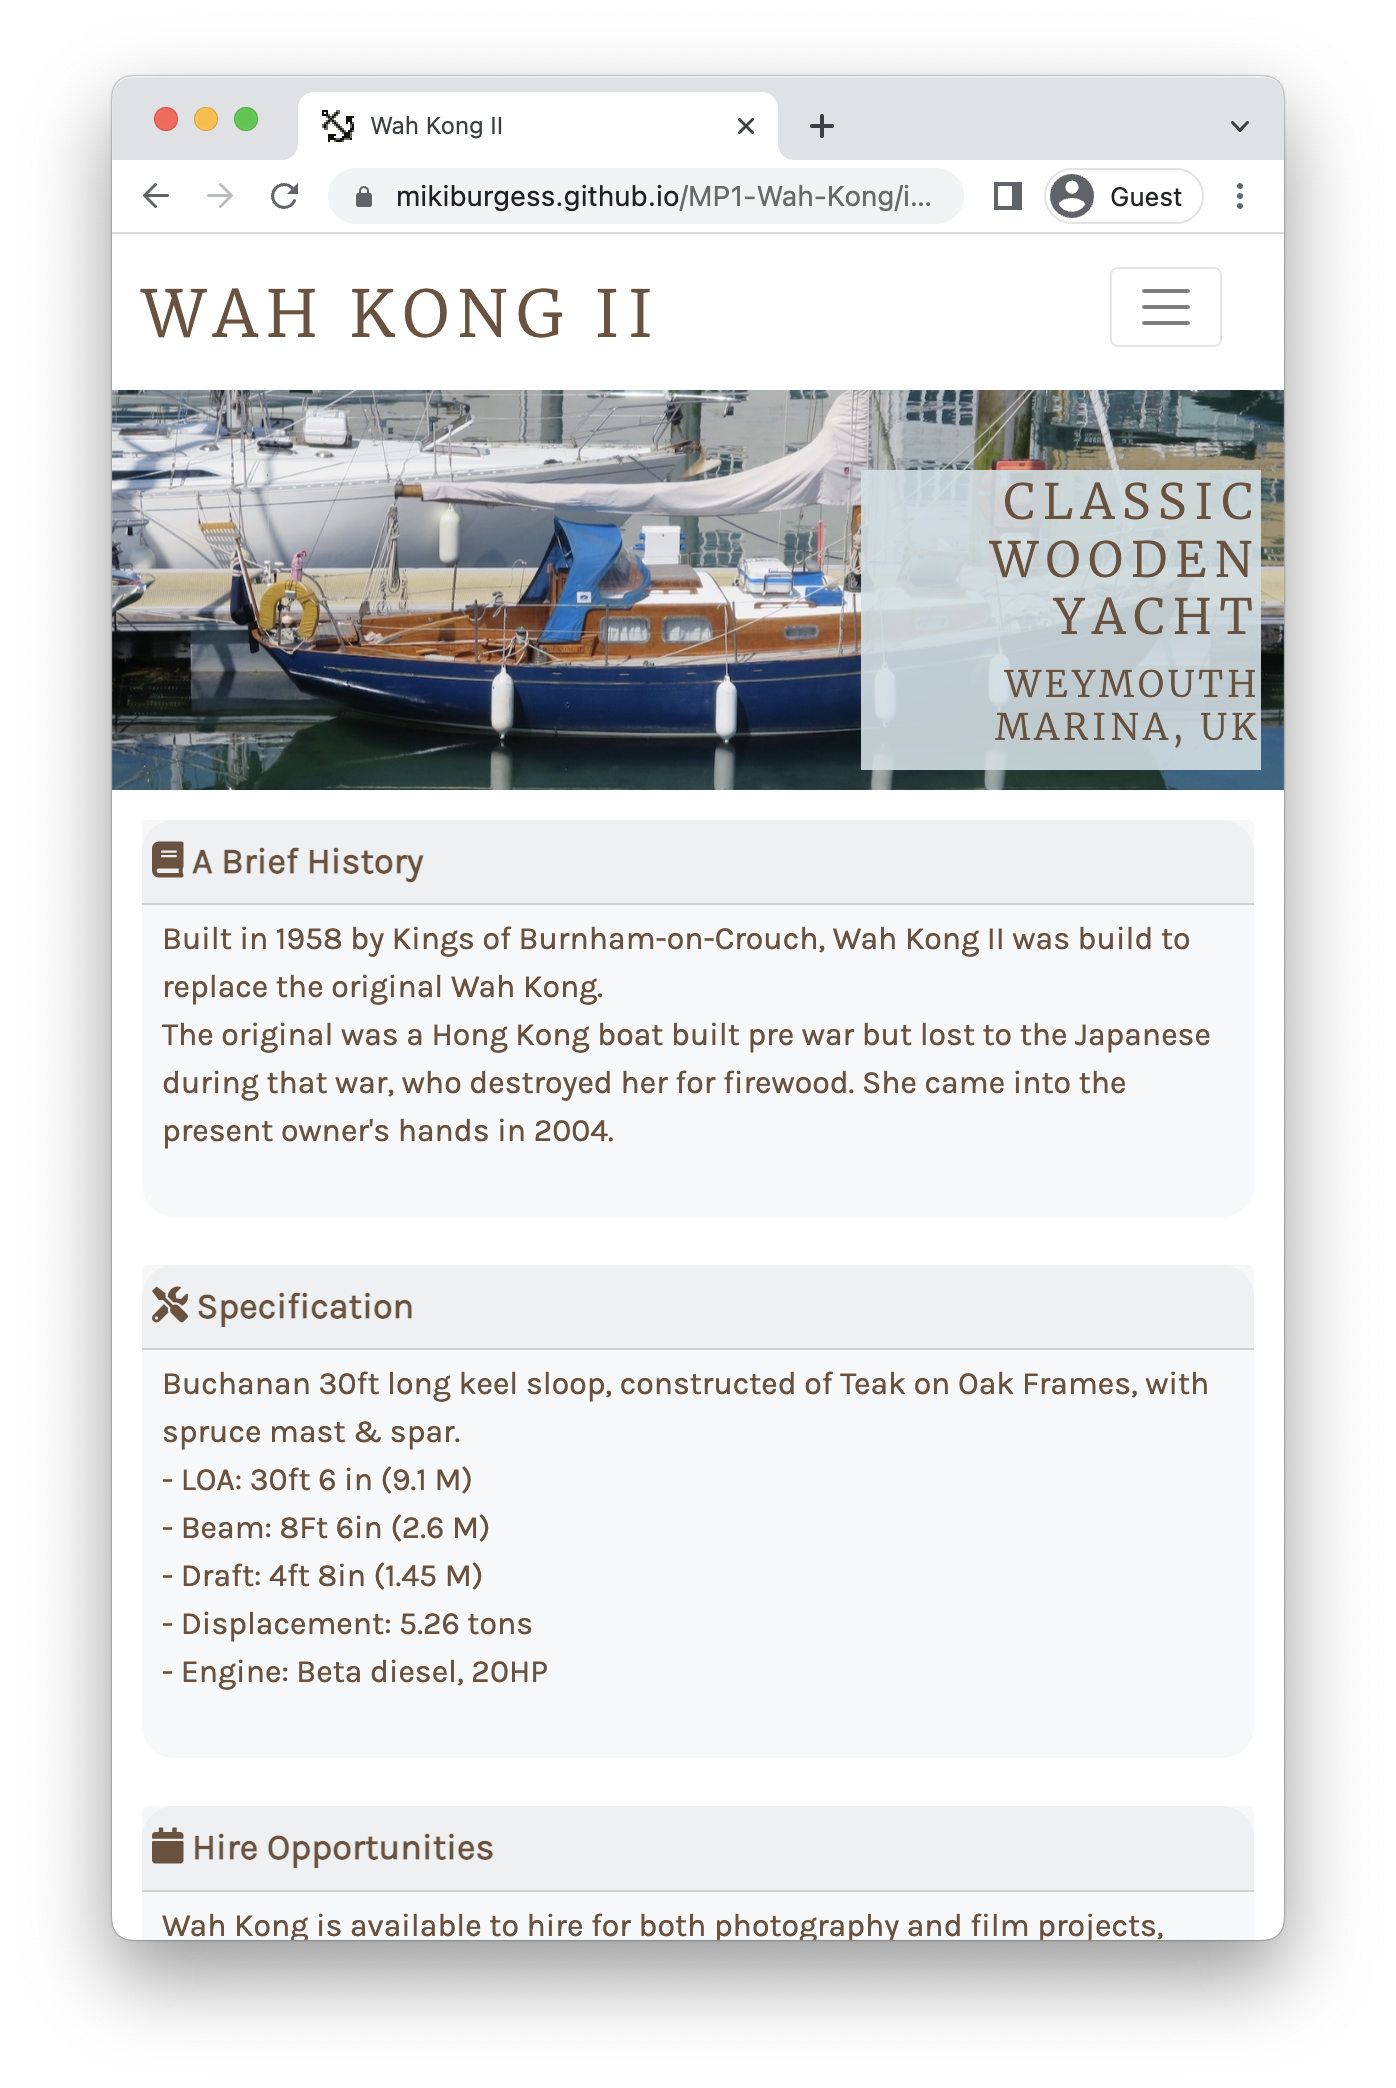 Wah Kong II
mikiburgess.github.io/MP1-Wah-Kong/i...
Guest
WAH KONG II
CLASSIC
WOODEN
YACHT
WEYMOUTH
MARINA, UK
A Brief History
Built in 1958 by Kings of Burnham-on-Crouch, Wah Kong II was build to
replace the original Wah Kong.
The original was a Hong Kong boat built pre war but lost to the Japanese
during that war, who destroyed her for firewood. She came into the
present owner's hands in 2004.
Specification
Buchanan 30ft long keel sloop, constructed of Teak on Oak Frames, with
spruce mast & spar.
- LOA: 30ft 6 in (9.1 M)
- Beam: 8Ft 6in (2.6 M)
- Draft: 4ft 8in (1.45 M)
- Displacement: 5.26 tons
- Engine: Beta diesel, 20HP
Hire Opportunities
Wah Kong is available to hire for both photography and film projects,